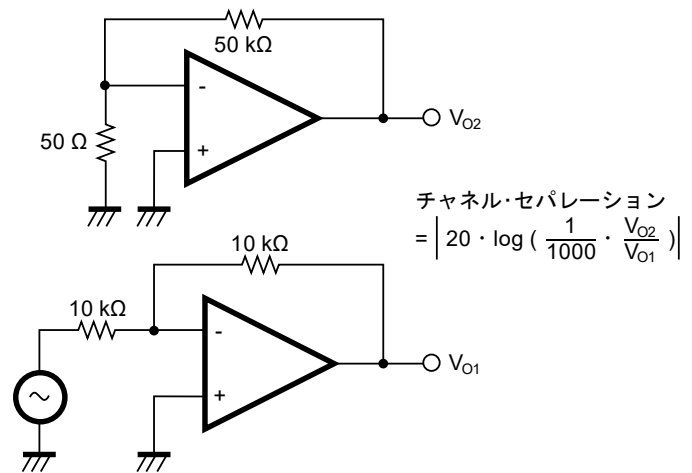 50 kΩ
-
50 Ω
+
V_O2
チャネル･セパレーション
= | 20 · log ( 1/1000 · V_O2/V_O1 ) |
10 kΩ
10 kΩ
-
+
V_O1